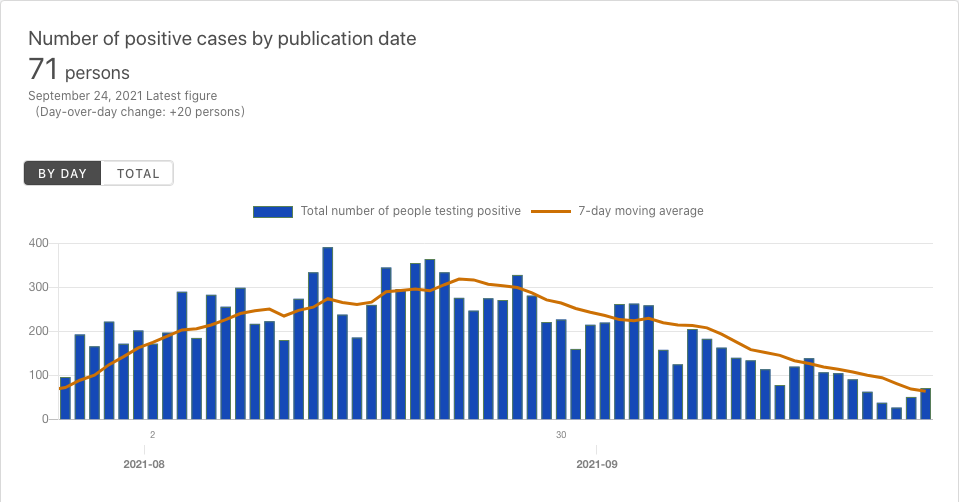 Number of positive cases by publication date
71 persons
September 24, 2021 Latest figure
(Day-over-day change: +20 persons)
BY DAY TOTAL
Total number of people testing positive 7-day moving average
400
300
200
100
0
2 30
2021-08 2021-09